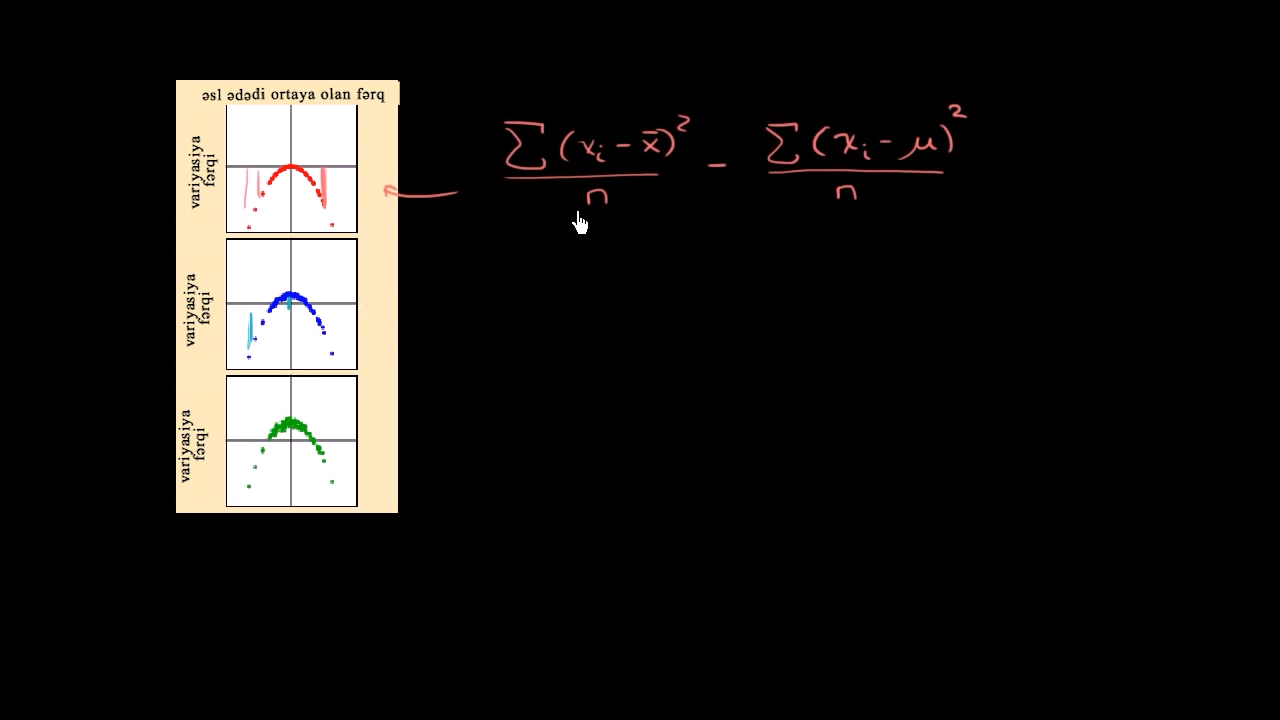 əsl ədədi ortaya olan fərq
variyasiya
fərqi
variyasiya
fərqi
variyasiya
fərqi
∑(xᵢ - x̄)² / n - ∑(xᵢ - μ)² / n